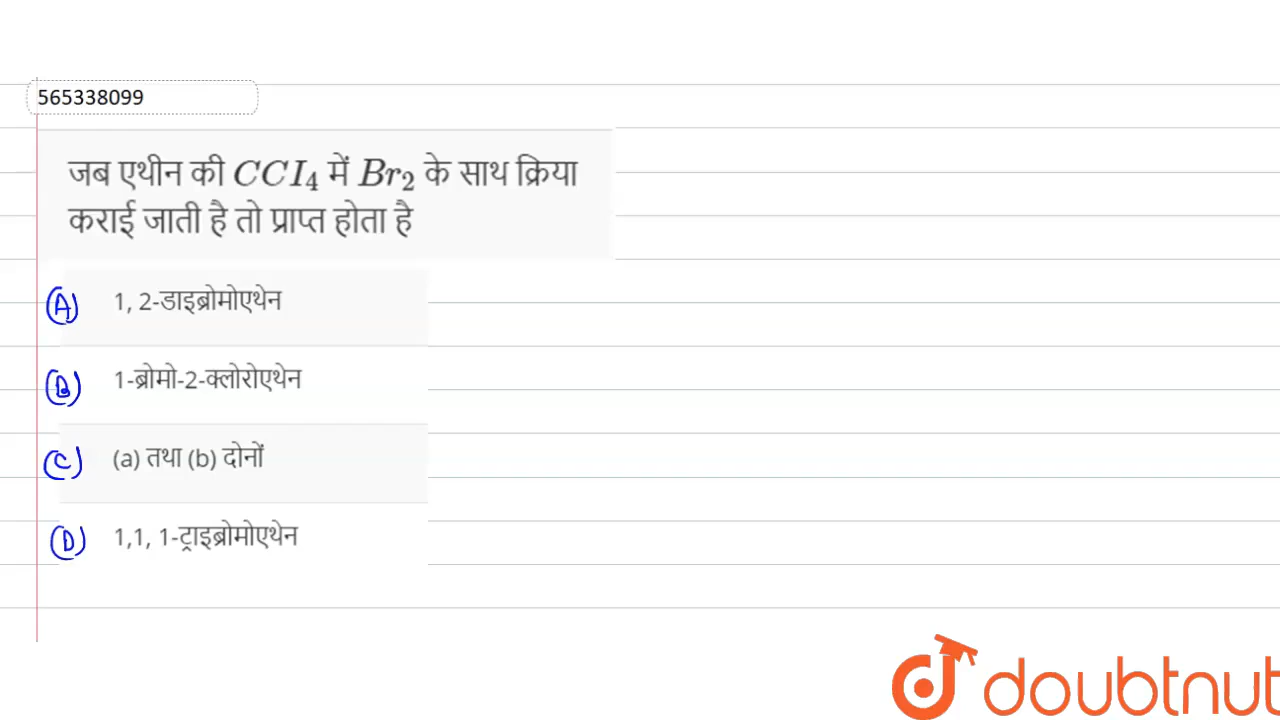 565338099
जब एथीन की CCI4 में Br2 के साथ क्रिया
कराई जाती है तो प्राप्त होता है
(A) 1, 2-डाइब्रोमोएथेन
(B) 1-ब्रोमो-2-क्लोरोएथेन
(C) (a) तथा (b) दोनों
(D) 1,1, 1-ट्राइब्रोमोएथेन
doubtnut